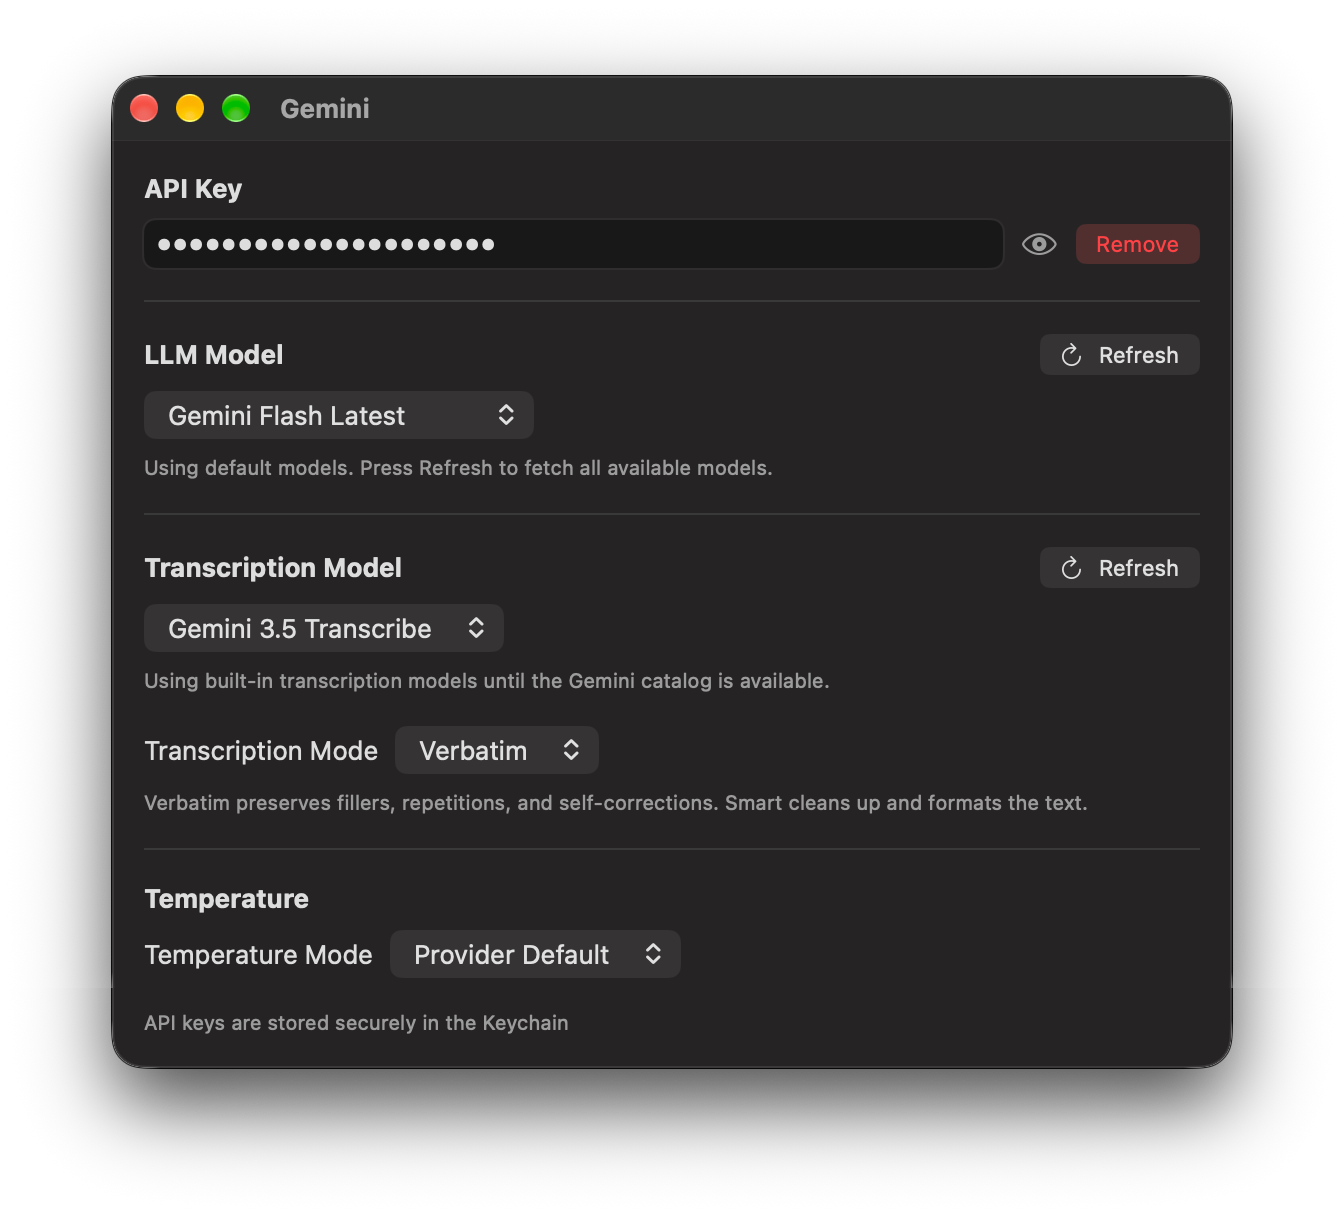 Gemini
API Key
●●●●●●●●●●●●●●●●●●●●●
Remove
LLM Model
Refresh
Gemini Flash Latest
Using default models. Press Refresh to fetch all available models.
Transcription Model
Refresh
Gemini 3.5 Transcribe
Using built-in transcription models until the Gemini catalog is available.
Transcription Mode Verbatim
Verbatim preserves fillers, repetitions, and self-corrections. Smart cleans up and formats the text.
Temperature
Temperature Mode Provider Default
API keys are stored securely in the Keychain